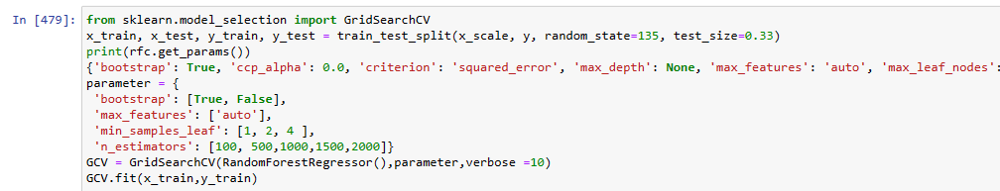 In [479]: from sklearn.model_selection import GridSearchCV
x_train, x_test, y_train, y_test = train_test_split(x_scale, y, random_state=135, test_size=0.33)
print(rfc.get_params())
{'bootstrap': True, 'ccp_alpha': 0.0, 'criterion': 'squared_error', 'max_depth': None, 'max_features': 'auto', 'max_leaf_nodes':
parameter = {
 'bootstrap': [True, False],
 'max_features': ['auto'],
 'min_samples_leaf': [1, 2, 4 ],
 'n_estimators': [100, 500,1000,1500,2000]}
GCV = GridSearchCV(RandomForestRegressor(),parameter,verbose =10)
GCV.fit(x_train,y_train)